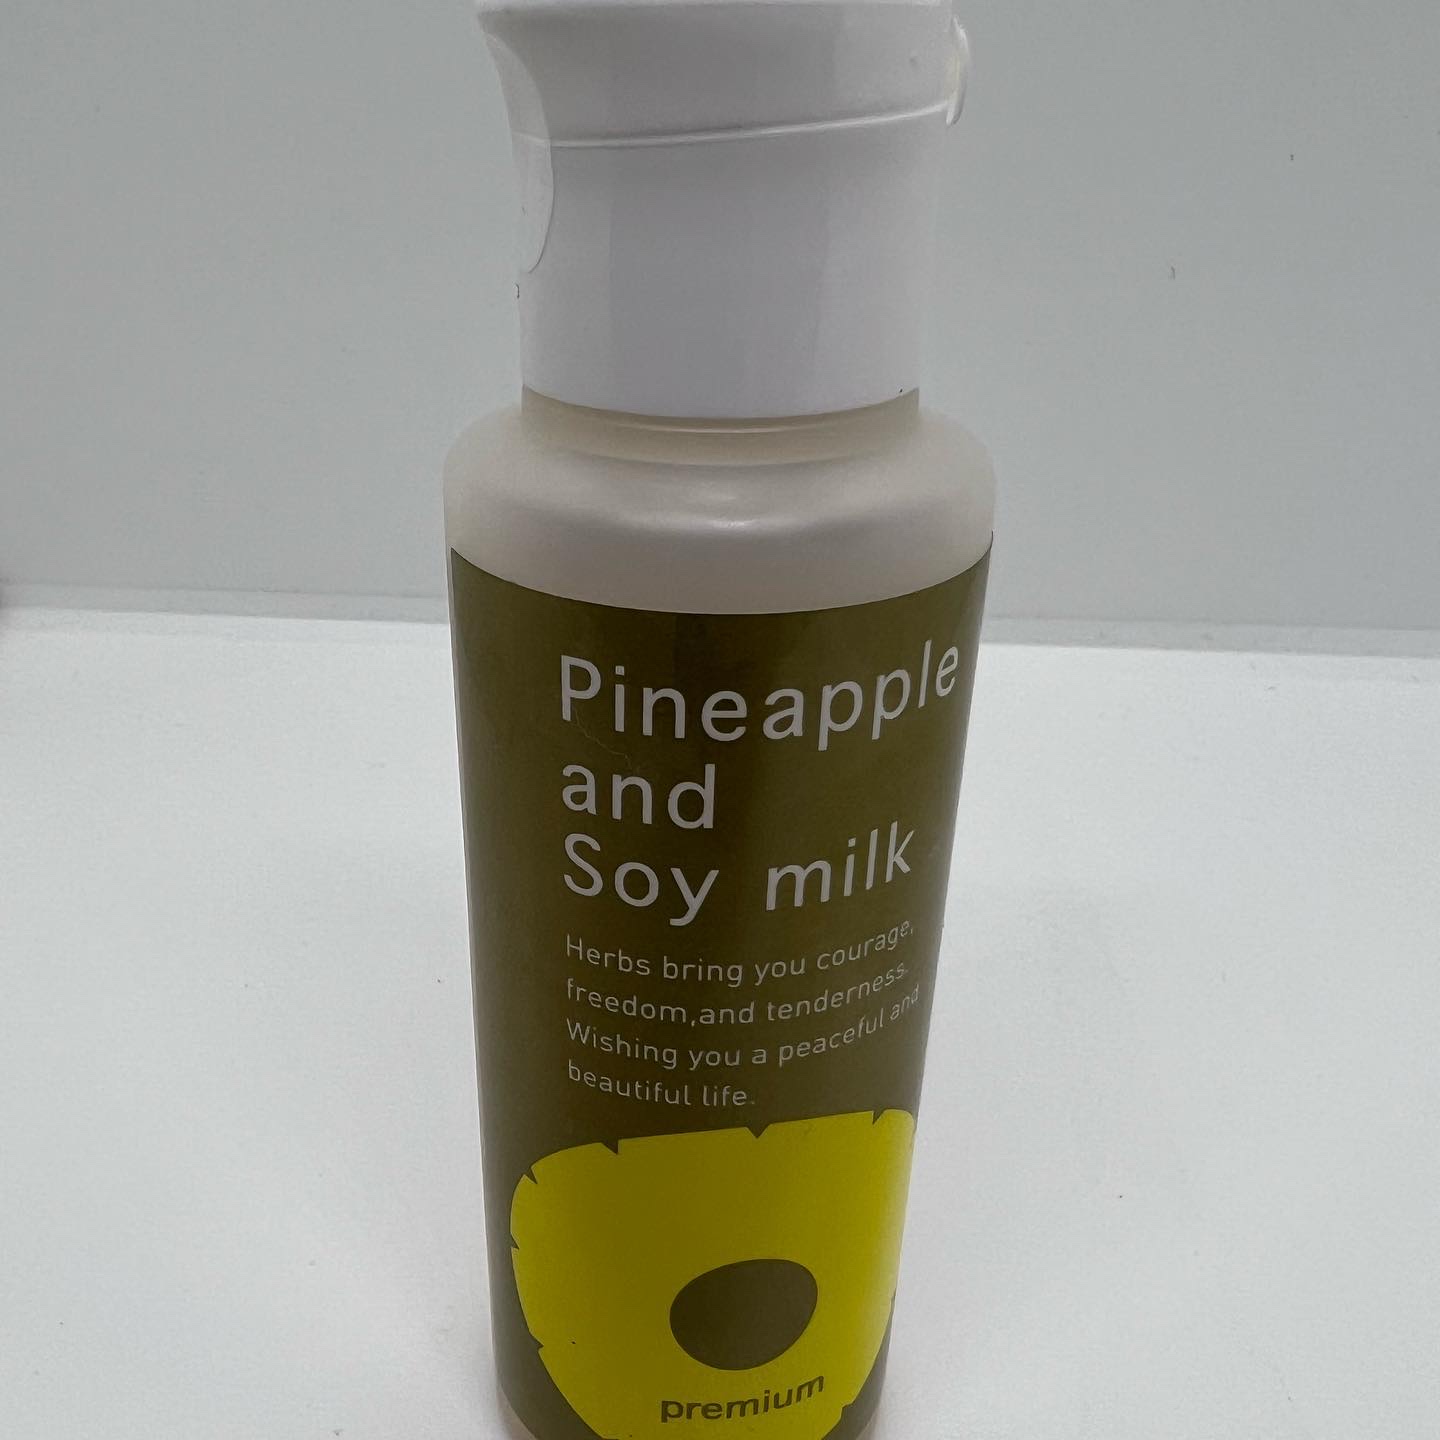 Pineapple
and
Soy milk
Herbs bring you courage,
freedom,and tenderness.
Wishing you a peaceful and
beautiful life.
premium